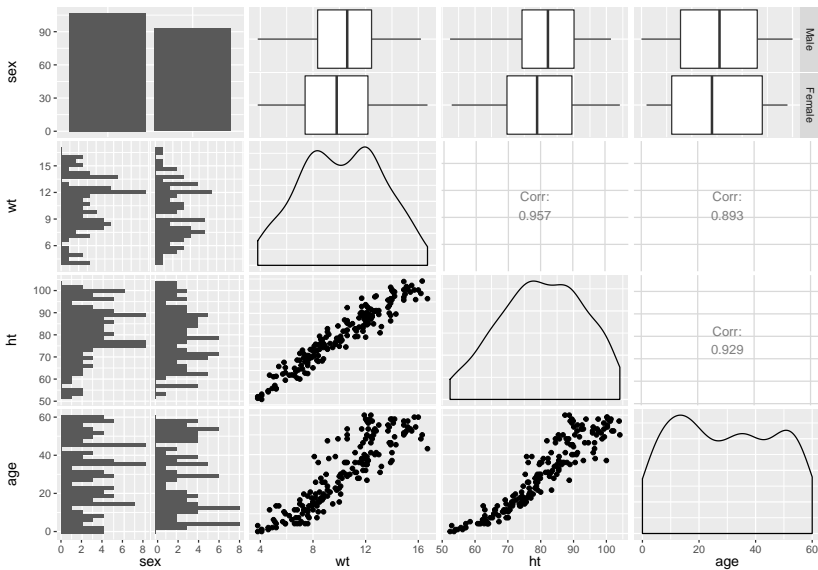 sex
90
60
30
0
Male
Female
wt
15
12
9
6
Corr:
0.957
Corr:
0.893
ht
100
90
80
70
60
50
Corr:
0.929
age
60
40
20
0
0 2 4 6 8 0 2 4 6 8
4 8 12 16
50 60 70 80 90 100
0 20 40 60
sex wt ht age